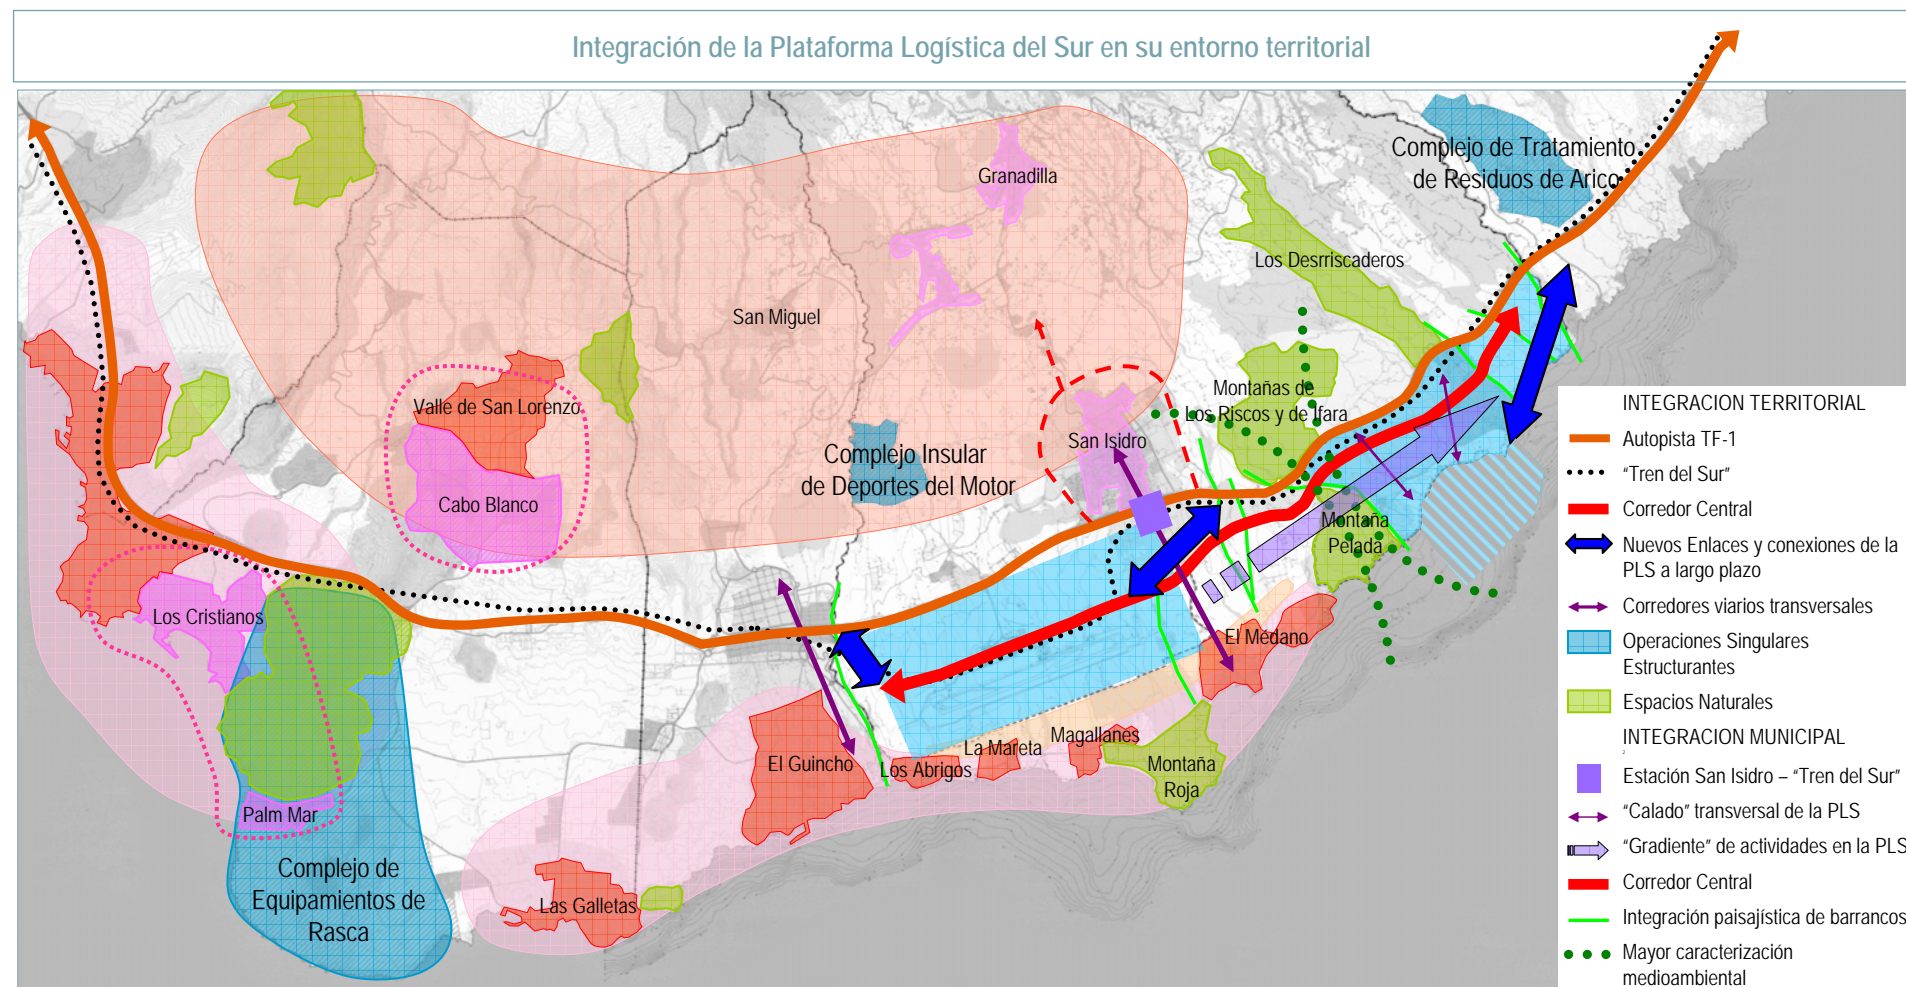 Integración de la Plataforma Logística del Sur en su entorno territorial
Complejo de Tratamiento
de Residuos de Arico
Granadilla
Los Desrriscaderos
San Miguel
Montañas de
Los Riscos y de Ifara
Valle de San Lorenzo
San Isidro
Complejo Insular
de Deportes del Motor
Cabo Blanco
Montaña
Pelada
Los Cristianos
El Médano
Magallanes
La Mareta
El Guincho
Los Abrigos
Montaña
Roja
Palm Mar
Complejo de
Equipamientos de
Rasca
Las Galletas
INTEGRACION TERRITORIAL
Autopista TF-1
“Tren del Sur”
Corredor Central
Nuevos Enlaces y conexiones de la
PLS a largo plazo
Corredores viarios transversales
Operaciones Singulares
Estructurantes
Espacios Naturales
INTEGRACION MUNICIPAL
Estación San Isidro – “Tren del Sur”
“Calado” transversal de la PLS
“Gradiente” de actividades en la PLS
Corredor Central
Integración paisajística de barrancos
Mayor caracterización
medioambiental